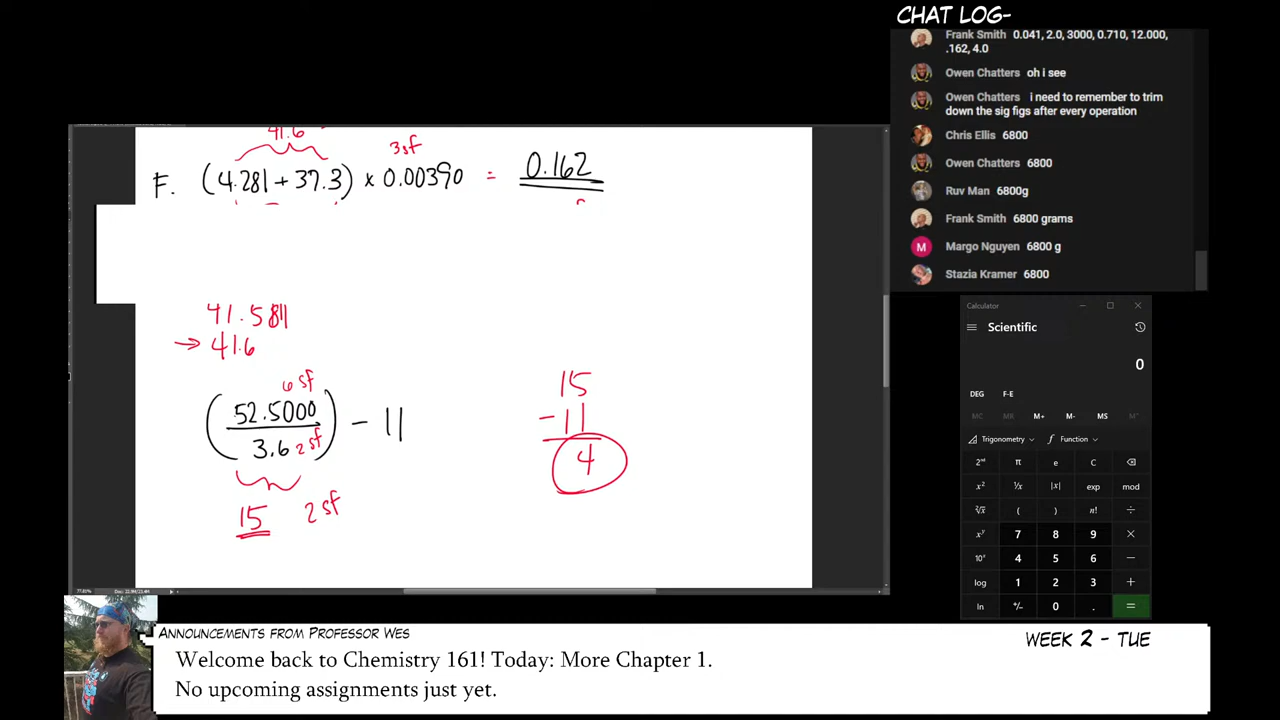 CHAT LOG-
Frank Smith 0.041, 2.0, 3000, 0.710, 12.000,
.162, 4.0
Owen Chatters oh i see
Owen Chatters i need to remember to trim
down the sig figs after every operation
Chris Ellis 6800
Owen Chatters 6800
Ruv Man 6800g
Frank Smith 6800 grams
M Margo Nguyen 6800 g
Stazia Kramer 6800
41.6
3sf
F. (4.281 + 37.3) × 0.00390 = 0.162
41.581
→ 41.6
6 sf
(52.5000
3.6 2sf) − 11
15 2 sf
15
− 11
4
Calculator
Scientific
0
DEG F-E
MC MR M+ M- MS M˅
Trigonometry Function
2ⁿᵈ π e C
x² ¹/x |x| exp mod
²√x ( ) n! ÷
xʸ 7 8 9 ×
10ˣ 4 5 6 −
log 1 2 3 +
ln +/− 0 . =
ANNOUNCEMENTS FROM PROFESSOR WES
WEEK 2 - TUE
Welcome back to Chemistry 161! Today: More Chapter 1.
No upcoming assignments just yet.